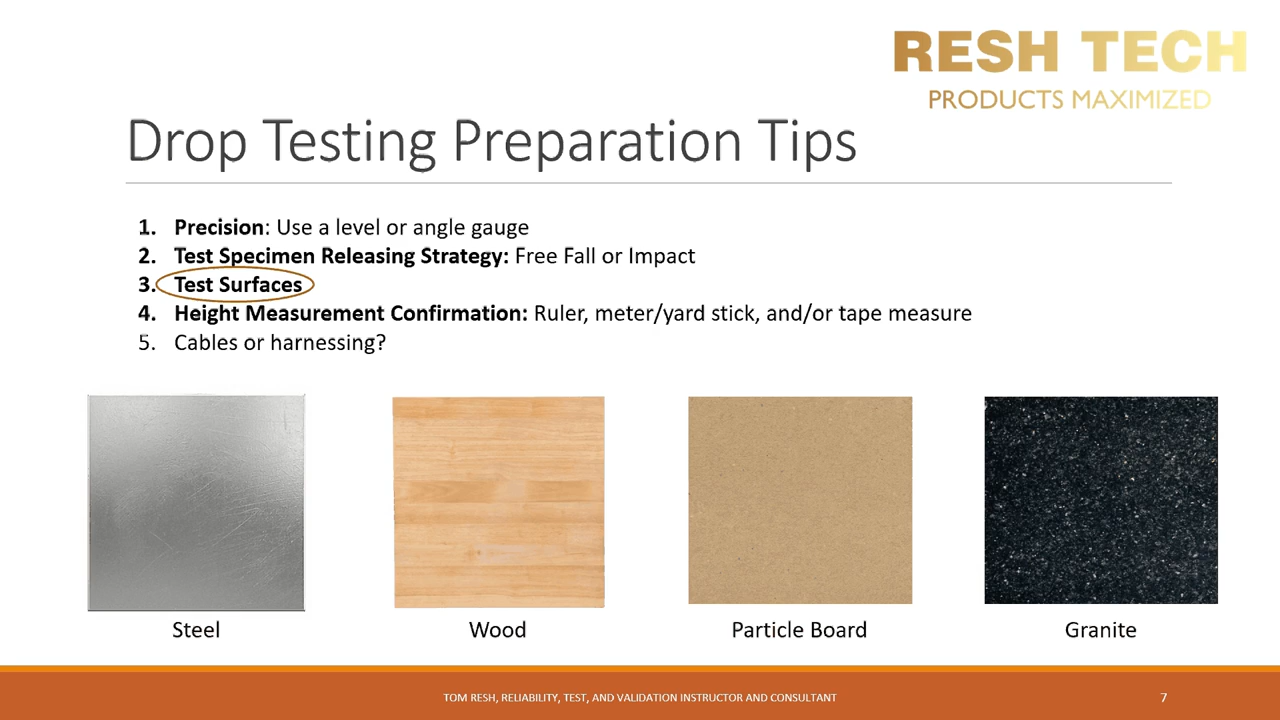 RESH TECH
PRODUCTS MAXIMIZED
Drop Testing Preparation Tips
1. Precision: Use a level or angle gauge
2. Test Specimen Releasing Strategy: Free Fall or Impact
3. Test Surfaces
4. Height Measurement Confirmation: Ruler, meter/yard stick, and/or tape measure
5. Cables or harnessing?
Steel
Wood
Particle Board
Granite
TOM RESH, RELIABILITY, TEST, AND VALIDATION INSTRUCTOR AND CONSULTANT
7